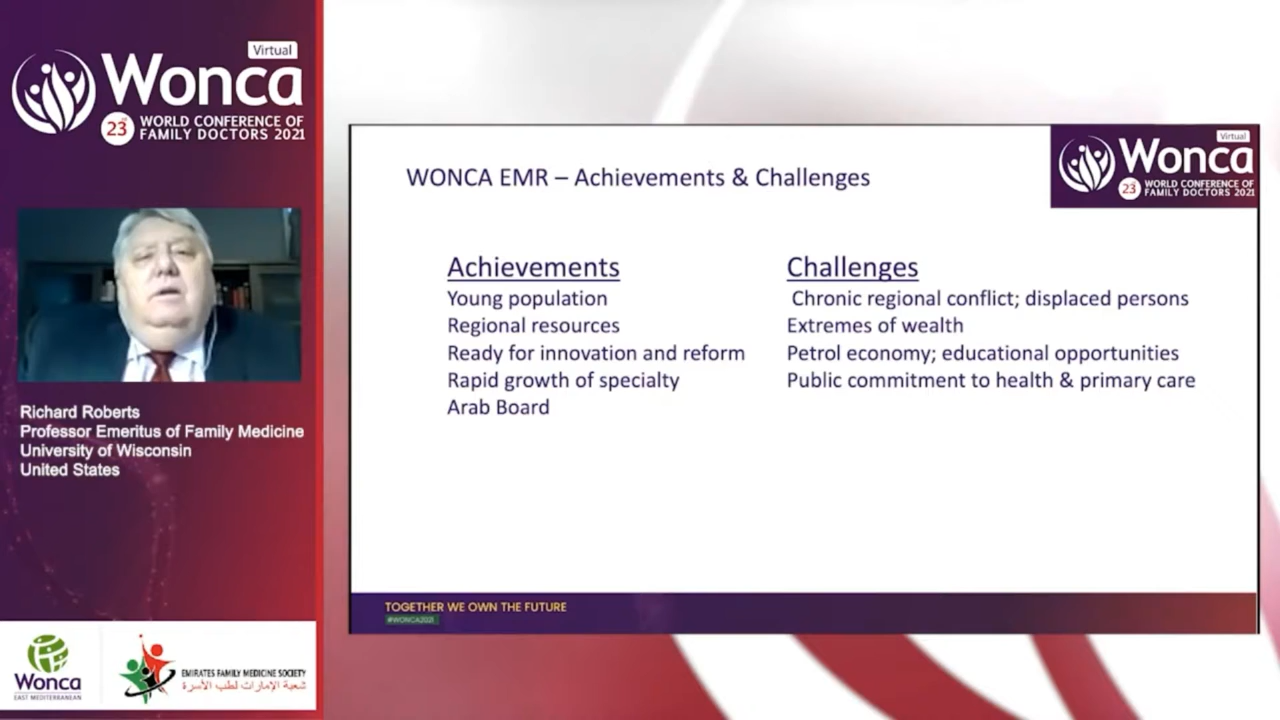 Virtual
Wonca
23rd WORLD CONFERENCE OF
FAMILY DOCTORS 2021
Richard Roberts
Professor Emeritus of Family Medicine
University of Wisconsin
United States
Wonca
EAST MEDITERRANEAN
EMIRATES FAMILY MEDICINE SOCIETY
شعبة الإمارات لطب الأسرة
WONCA EMR – Achievements & Challenges
Virtual
Wonca
23 WORLD CONFERENCE OF
FAMILY DOCTORS 2021
Achievements
Young population
Regional resources
Ready for innovation and reform
Rapid growth of specialty
Arab Board
Challenges
Chronic regional conflict; displaced persons
Extremes of wealth
Petrol economy; educational opportunities
Public commitment to health & primary care
TOGETHER WE OWN THE FUTURE
#WONCA2021